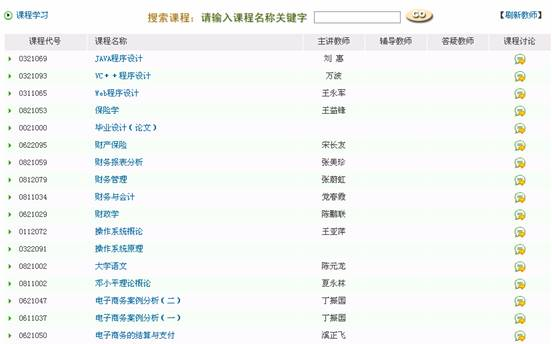 课程学习 搜索课程：请输入课程名称关键字 GO 【刷新教师】
课程代号 课程名称 主讲教师 辅导教师 答疑教师 课程讨论
0321069 JAVA程序设计 刘 嘉
0321093 VC＋＋程序设计 万波
0311065 Web程序设计 王永军
0821053 保险学 王益锋
0021000 毕业设计（论文）
0622095 财产保险 宋长友
0821059 财务报表分析 张美珍
0812079 财务管理 张蔚虹
0811034 财务与会计 党春霞
0621029 财政学 陈鹏联
0112072 操作系统概论 王亚萍
0322091 操作系统原理
0821002 大学语文 陈元龙
0811002 邓小平理论概论 夏永林
0621047 电子商务案例分析（二） 丁振国
0611037 电子商务案例分析（一） 丁振国
0621050 电子商务的结算与支付 正飞